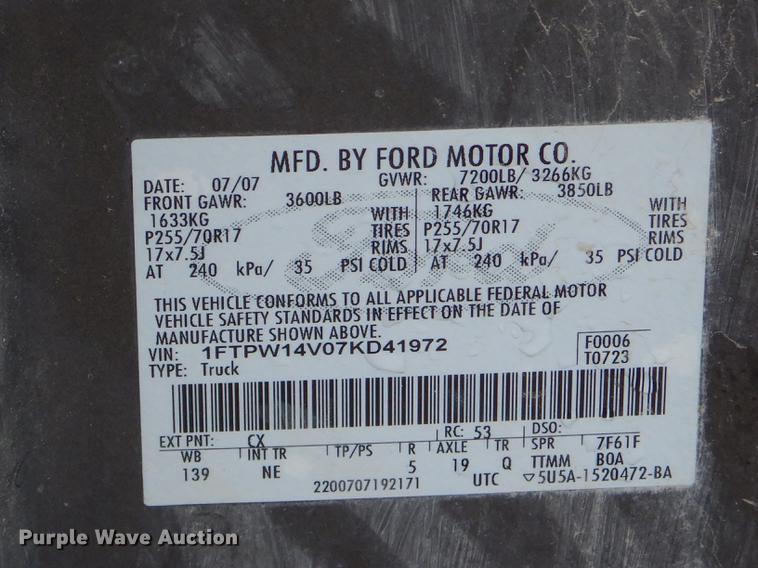 MFD. BY FORD MOTOR CO.
DATE: 07/07 GVWR: 7200LB/ 3266KG
FRONT GAWR: 3600LB REAR GAWR: 3850LB
1633KG WITH 1746KG WITH
P255/70R17 TIRES P255/70R17 TIRES
17x7.5J RIMS 17x7.5J RIMS
AT 240 kPa/ 35 PSI COLD AT 240 kPa/ 35 PSI COLD
Ford
THIS VEHICLE CONFORMS TO ALL APPLICABLE FEDERAL MOTOR
VEHICLE SAFETY STANDARDS IN EFFECT ON THE DATE OF
MANUFACTURE SHOWN ABOVE.
VIN: 1FTPW14V07KD41972 F0006
TYPE: Truck T0723
EXT PNT: CX RC: 53 DSO:
WB INT TR TP/PS R AXLE TR SPR 7F61F
139 NE 5 19 Q TTMM BOA
2200707192171 UTC ▽5U5A-1520472-BA
Purple Wave Auction